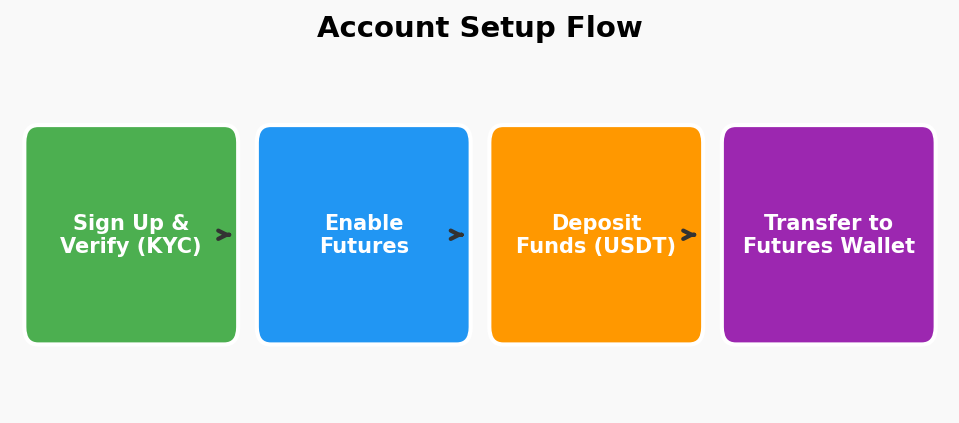 Account Setup Flow
Sign Up &
Verify (KYC)
Enable
Futures
Deposit
Funds (USDT)
Transfer to
Futures Wallet